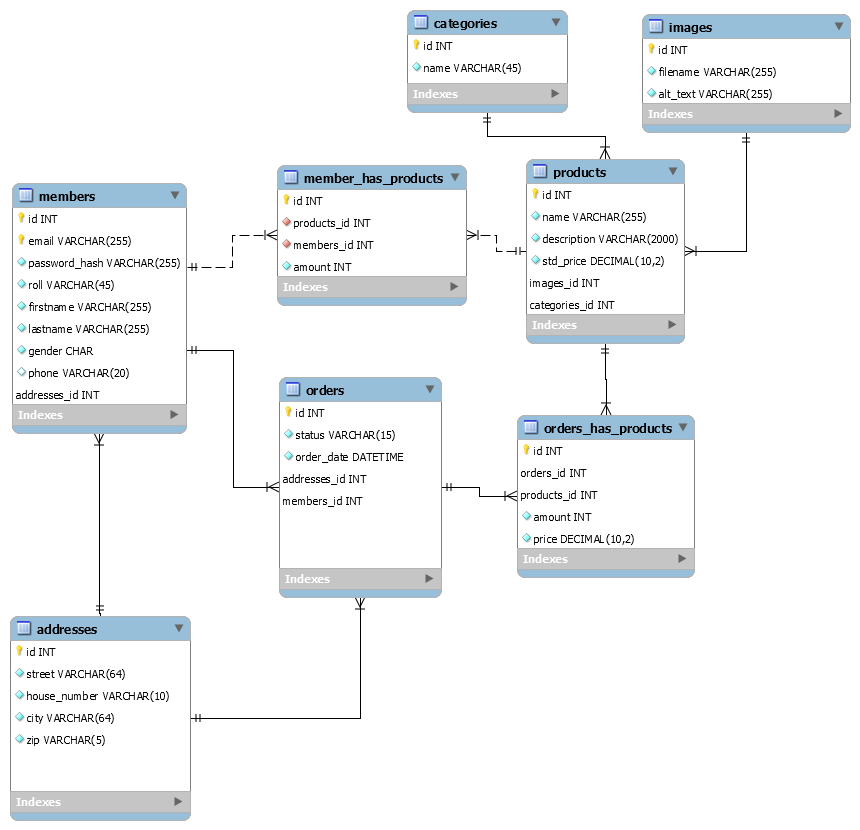 categories
id INT
name VARCHAR(45)
Indexes
images
id INT
filename VARCHAR(255)
alt_text VARCHAR(255)
Indexes
members
id INT
email VARCHAR(255)
password_hash VARCHAR(255)
roll VARCHAR(45)
firstname VARCHAR(255)
lastname VARCHAR(255)
gender CHAR
phone VARCHAR(20)
addresses_id INT
Indexes
member_has_products
id INT
products_id INT
members_id INT
amount INT
Indexes
products
id INT
name VARCHAR(255)
description VARCHAR(2000)
std_price DECIMAL(10,2)
images_id INT
categories_id INT
Indexes
orders
id INT
status VARCHAR(15)
order_date DATETIME
addresses_id INT
members_id INT
Indexes
orders_has_products
id INT
orders_id INT
products_id INT
amount INT
price DECIMAL(10,2)
Indexes
addresses
id INT
street VARCHAR(64)
house_number VARCHAR(10)
city VARCHAR(64)
zip VARCHAR(5)
Indexes